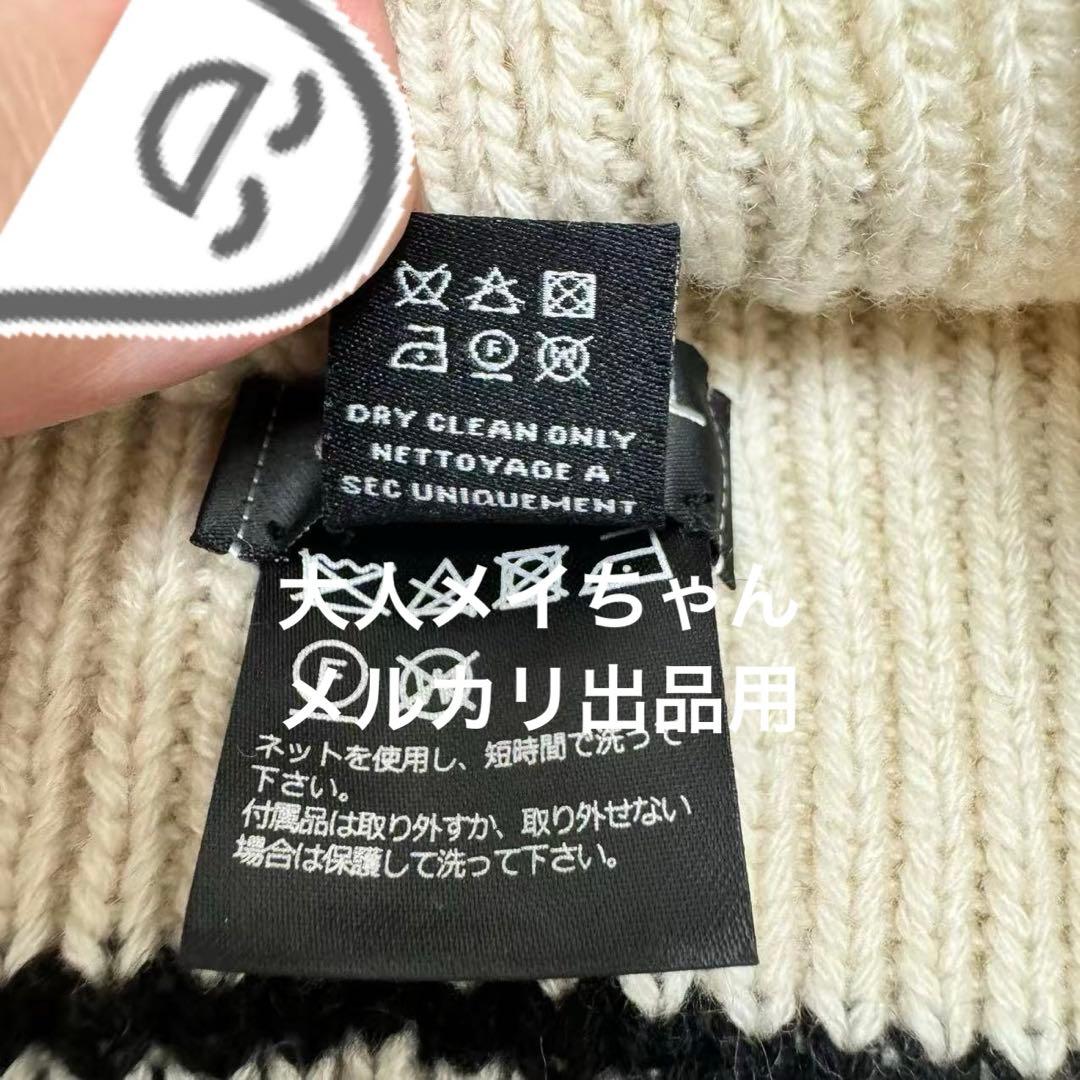 F W
DRY CLEAN ONLY
NETTOYAGE A
SEC UNIQUEMENT
大人メイちゃん
メルカリ出品用
F W
ネットを使用し、短時間で洗って
下さい。
付属品は取り外すか、取り外せない
場合は保護して洗って下さい。